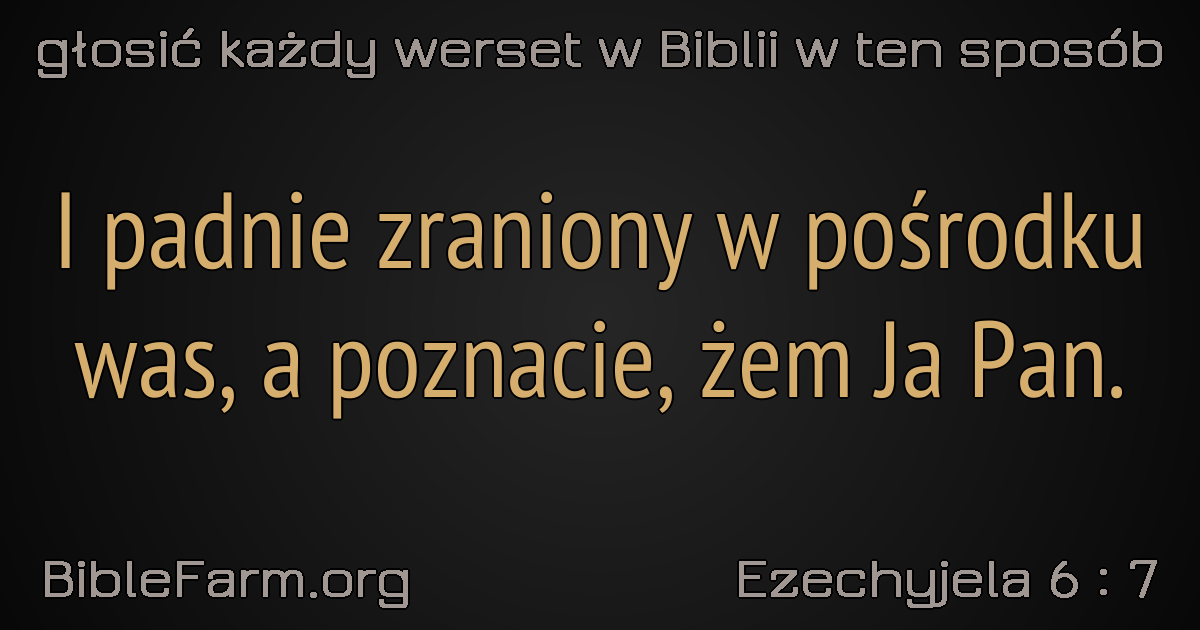 głosić każdy werset w Biblii w ten sposób
I padnie zraniony w pośrodku
was, a poznacie, żem Ja Pan.
BibleFarm.org
Ezechyjela 6 : 7